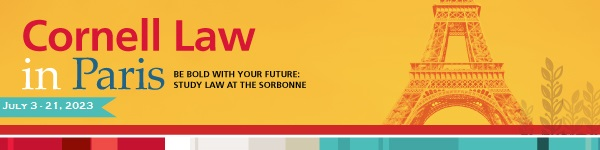 Cornell Law
in Paris
BE BOLD WITH YOUR FUTURE:
STUDY LAW AT THE SORBONNE
JULY 3 - 21, 2023